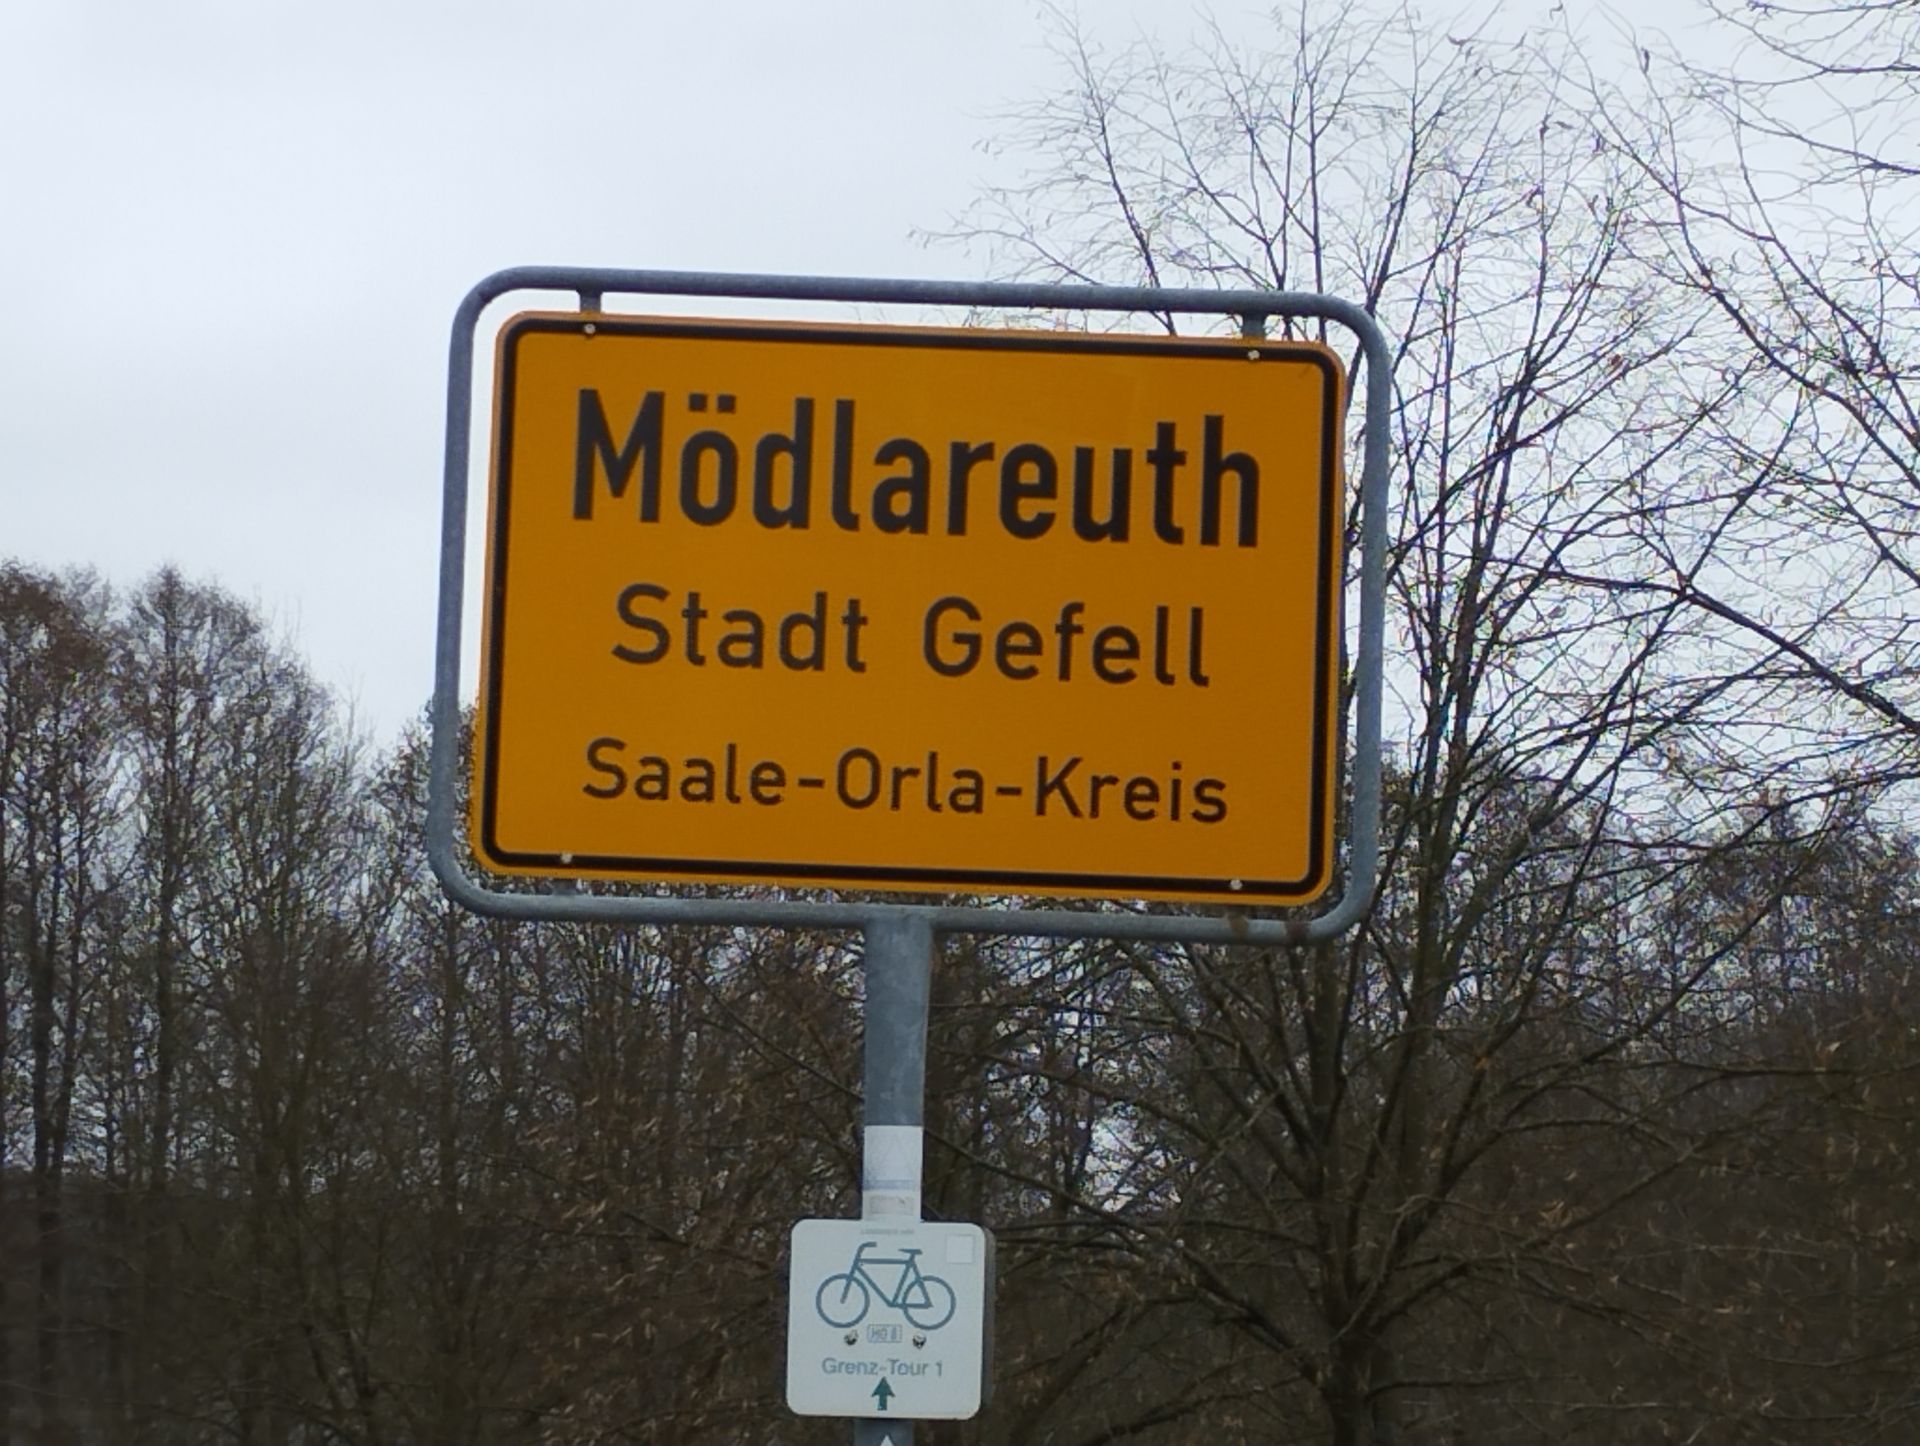 Mödlareuth
Stadt Gefell
Saale-Orla-Kreis
Grenz-Tour 1